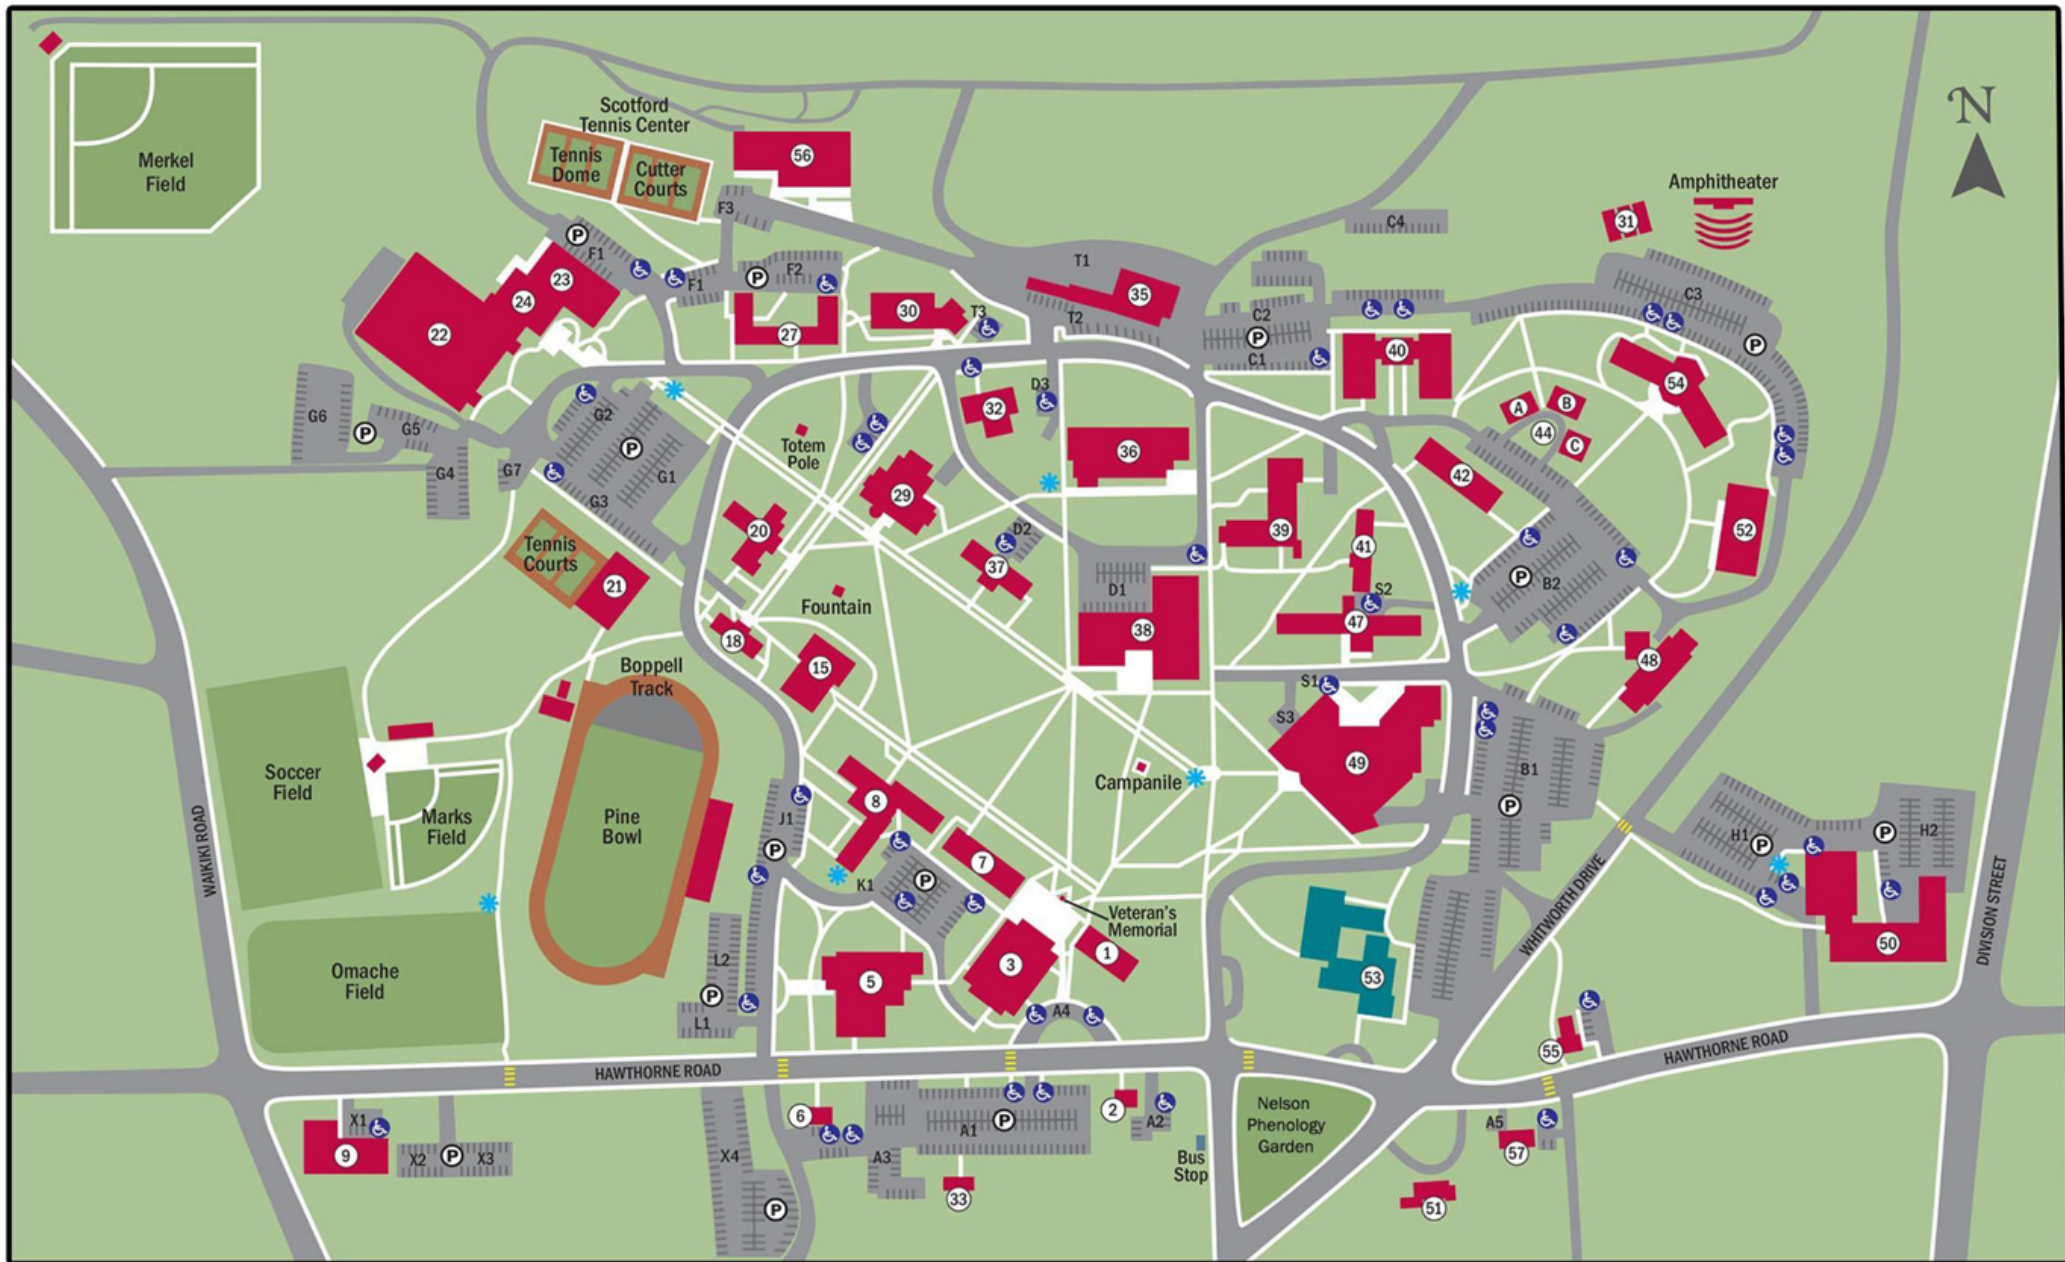 N
Scotford
Tennis Center
Merkel
Field
Tennis
Dome
Cutter
Courts
56
Amphitheater
31
F3
C4
P
F1
23
24
22
F1
P
F2
27
30
T3
T1
35
T2
C2
P
C1
40
C3
P
54
G6
P
G5
G4
G7
G2
P
G1
G3
Totem
Pole
29
20
32
D3
36
D2
37
A
B
44
C
42
39
41
52
P
B2
Tennis
Courts
21
Fountain
18
15
D1
38
S2
47
48
Boppell
Track
S1
S3
49
B1
P
Soccer
Field
Marks
Field
Pine
Bowl
Campanile
8
J1
P
7
K1
P
H1
P
P
H2
WAIKIKI ROAD
WHITWORTH DRIVE
DIVISION STREET
Veteran's
Memorial
1
3
5
L2
P
L1
A4
53
50
Omache
Field
55
HAWTHORNE ROAD
HAWTHORNE ROAD
X1
9
X2
P
X3
X4
P
6
A1
P
A3
33
2
A2
Bus
Stop
Nelson
Phenology
Garden
A5
57
51